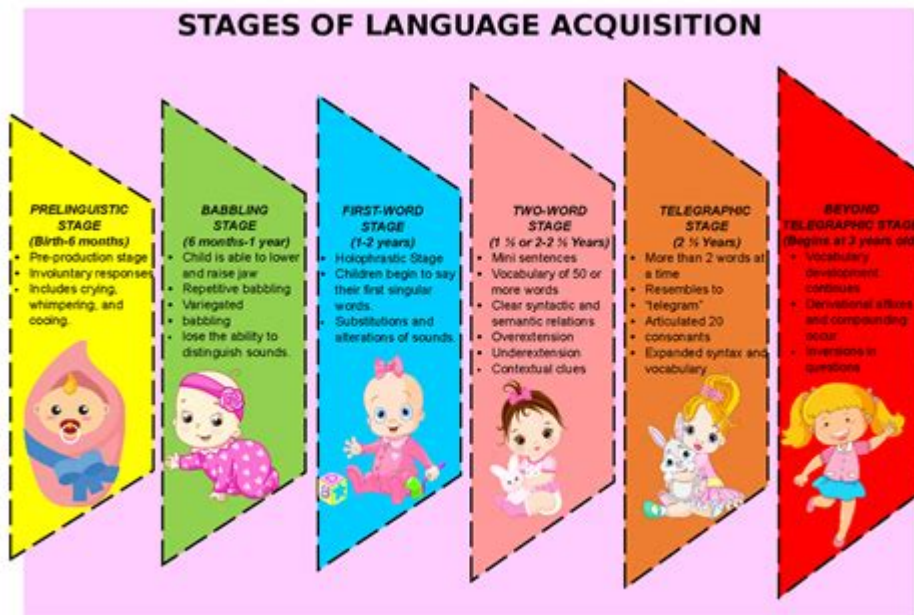 STAGES OF LANGUAGE ACQUISITION
PRELINGUISTIC
STAGE
(Birth-6 months)
• Pre-production stage
• Involuntary responses
• Includes crying,
whimpering, and
cooing.
BABBLING
STAGE
(6 months-1 year)
• Child is able to lower
and raise jaw
• Repetitive babbling
• Variegated
• babbling
• lose the ability to
distinguish sounds.
FIRST-WORD
STAGE
(1-2 years)
• Holophrastic Stage
• Children begin to say
their first singular
words.
• Substitutions and
alterations of sounds.
TWO-WORD
STAGE
(1 ½ or 2-2 ½ Years)
• Mini sentences
• Vocabulary of 50 or
more words
• Clear syntactic and
semantic relations
• Overextension
• Underextension
• Contextual clues
TELEGRAPHIC
STAGE
(2 ½ Years)
• More than 2 words at
a time
• Resembles to
• "telegram"
• Articulated 20
consonants
• Expanded syntax and
vocabulary
BEYOND
TELEGRAPHIC STAGE
(Begins at 3 years old)
• Vocabulary
development
continues
• Derivational affixes
and compounding
occur
• Inversions in
questions